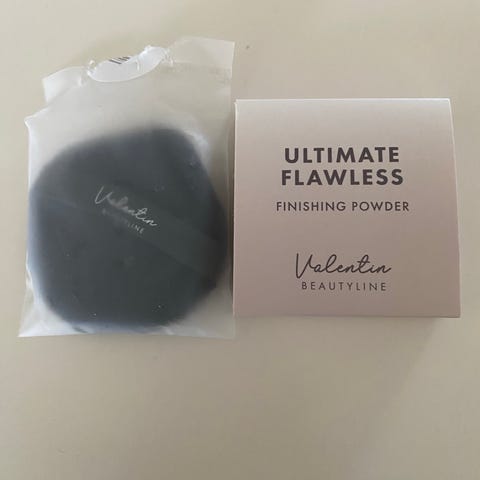 Valentin
BEAUTYLINE
ULTIMATE
FLAWLESS
FINISHING POWDER
Valentin
BEAUTYLINE